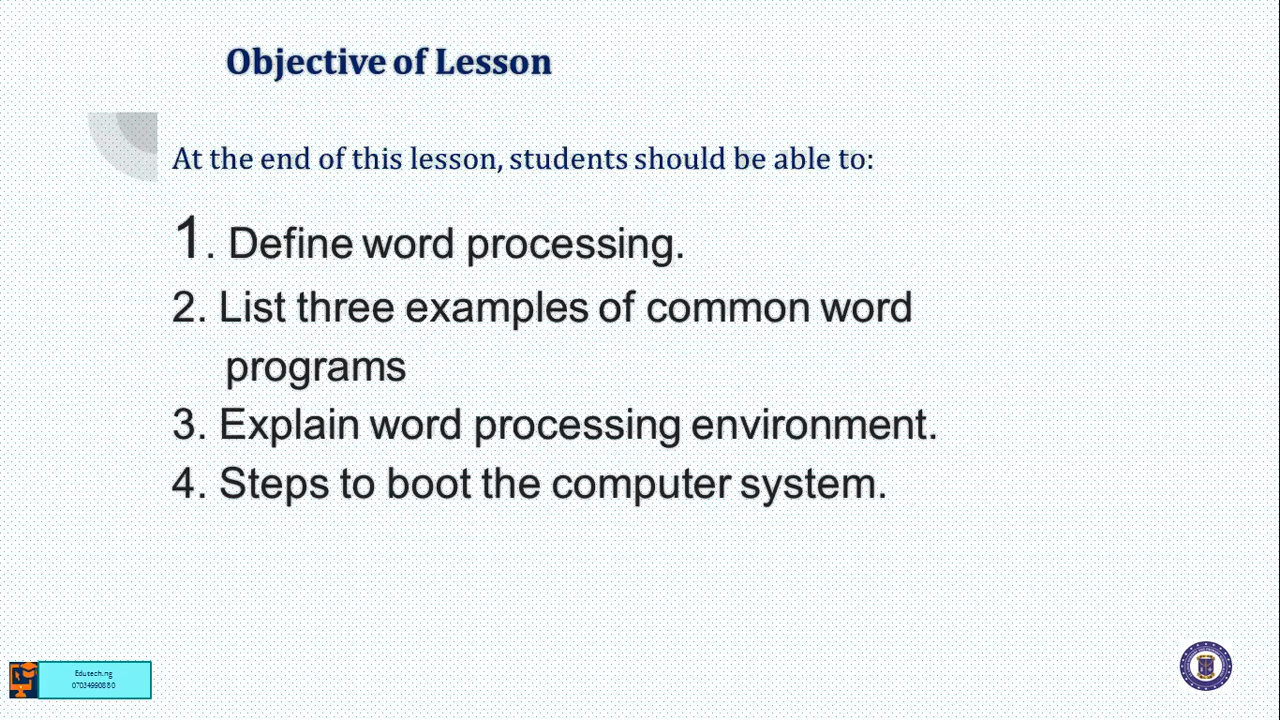 Objective of Lesson
At the end of this lesson, students should be able to:
1. Define word processing.
2. List three examples of common word
programs
3. Explain word processing environment.
4. Steps to boot the computer system.
Edutech.ng